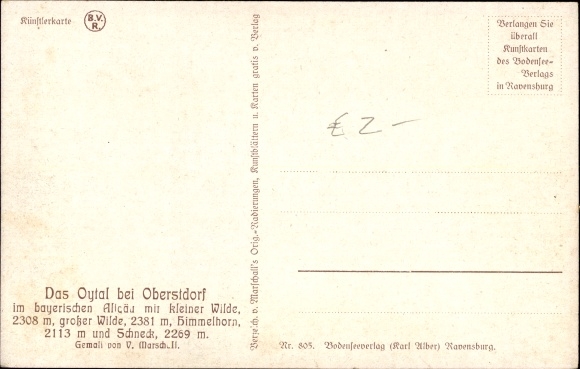 Künstlerkarte
B.V.
R.
Verlangen Sie
überall
Kunstkarten
des Bodensee-
Verlags
in Ravensburg
€ 2 -
Verzeich. v. Marschall's Orig.-Radierungen, Kunstblättern u. Karten gratis v. Verlag
Das Oytal bei Oberstdorf
im bayerischen Allgäu mit kleiner Wilde,
2308 m, großer Wilde, 2381 m, Himmelhorn,
2113 m und Schneck, 2269 m.
Gemalt von V. Marschall.
Nr. 805. Bodenseeverlag (Karl Alber) Ravensburg.